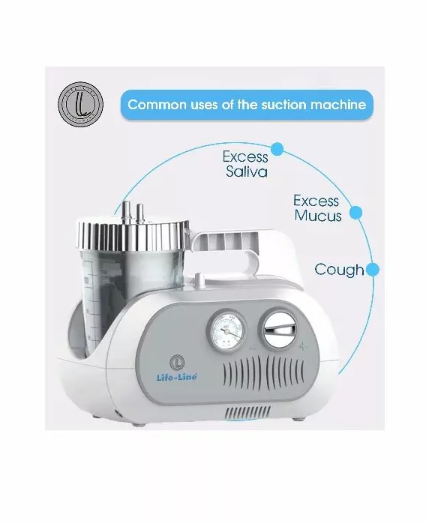 Common uses of the suction machine
Excess
Saliva
Excess
Mucus
Cough
L
Life-Line